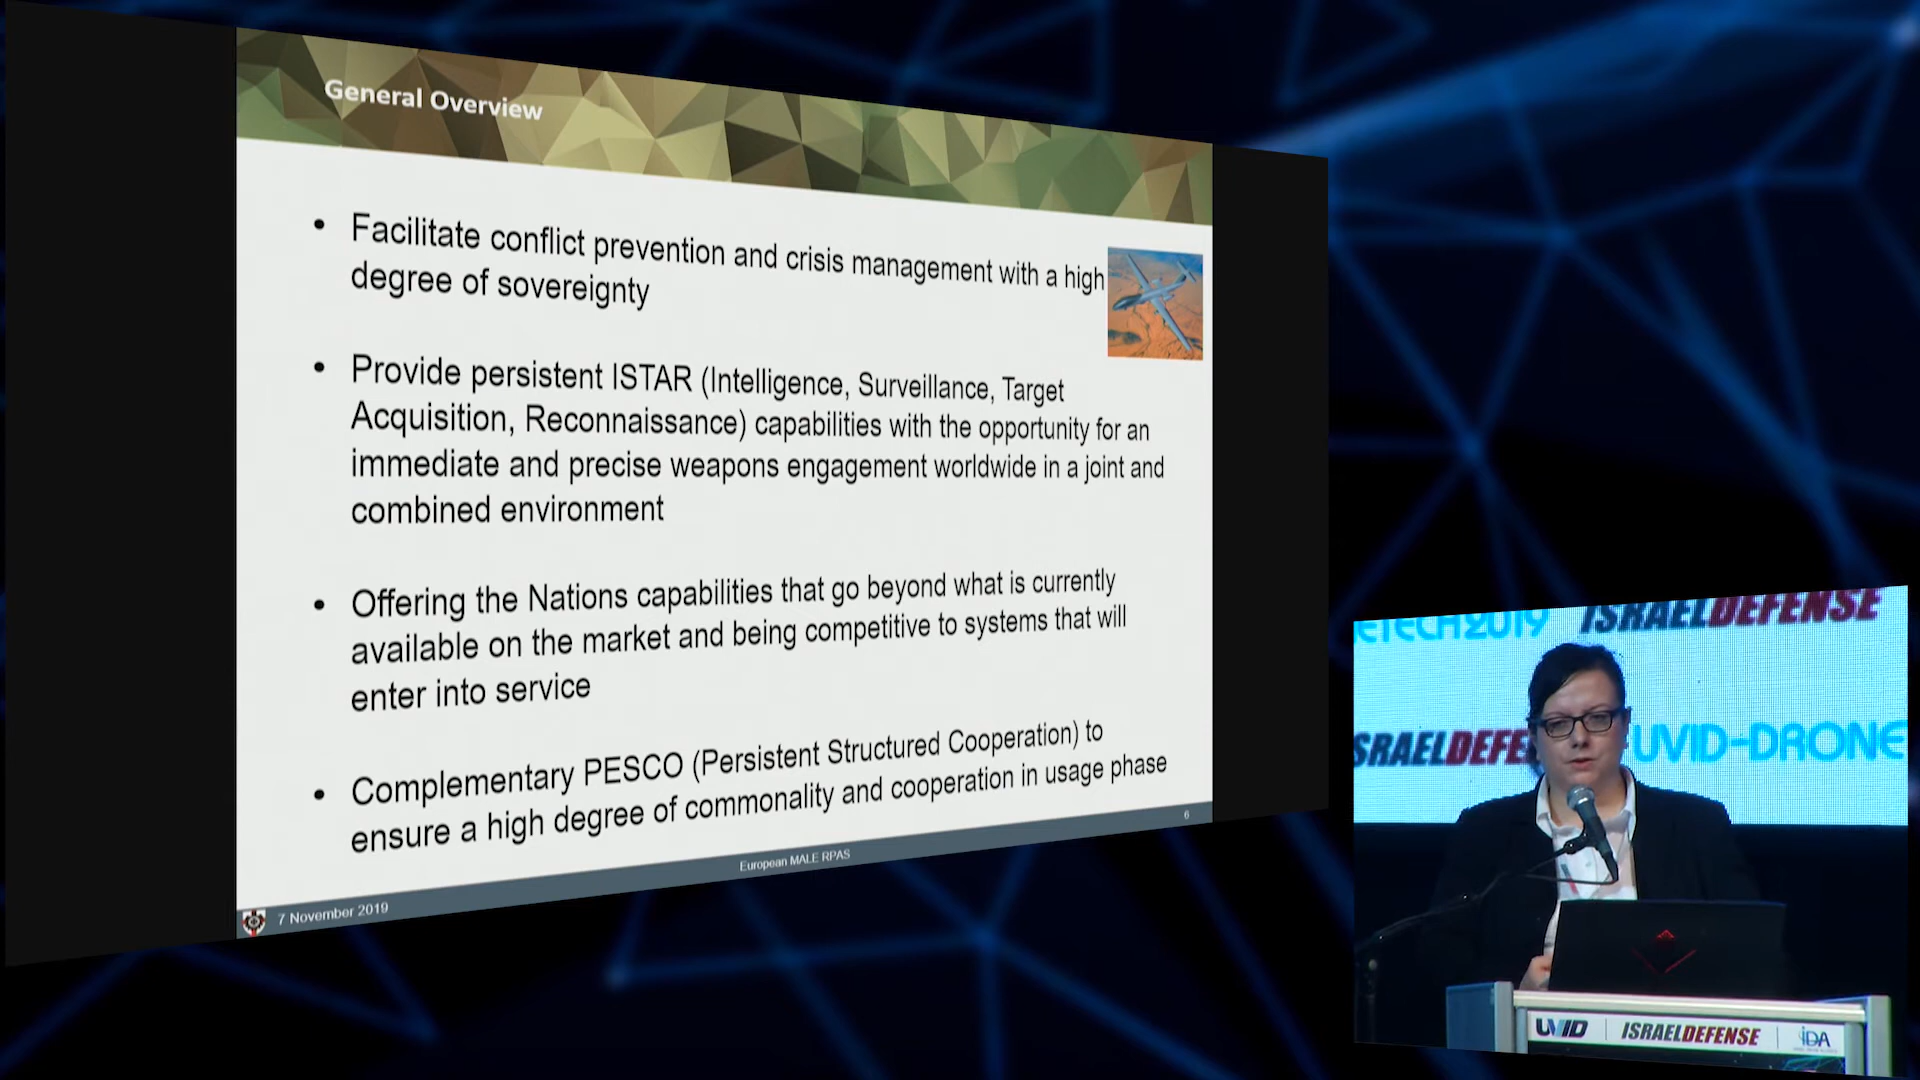 General Overview
• Facilitate conflict prevention and crisis management with a high
degree of sovereignty
• Provide persistent ISTAR (Intelligence, Surveillance, Target
Acquisition, Reconnaissance) capabilities with the opportunity for an
immediate and precise weapons engagement worldwide in a joint and
combined environment
• Offering the Nations capabilities that go beyond what is currently
available on the market and being competitive to systems that will
enter into service
• Complementary PESCO (Persistent Structured Cooperation) to
ensure a high degree of commonality and cooperation in usage phase
6
European MALE RPAS
7 November 2019
ETECH2019 ISRAELDEFENSE
SRAELDEFE UVID-DRONE
UVID ISRAELDEFENSE iDA